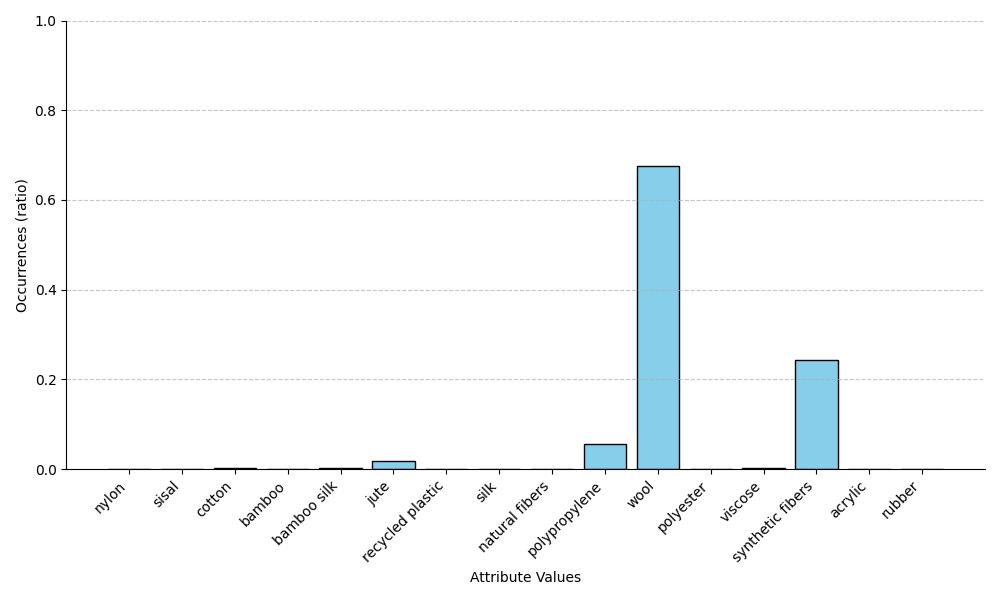 1.0
0.8
0.6
0.4
0.2
0.0
Occurrences (ratio)
nylon
sisal
cotton
bamboo
bamboo silk
jute
recycled plastic
silk
natural fibers
polypropylene
wool
polyester
viscose
synthetic fibers
acrylic
rubber
Attribute Values